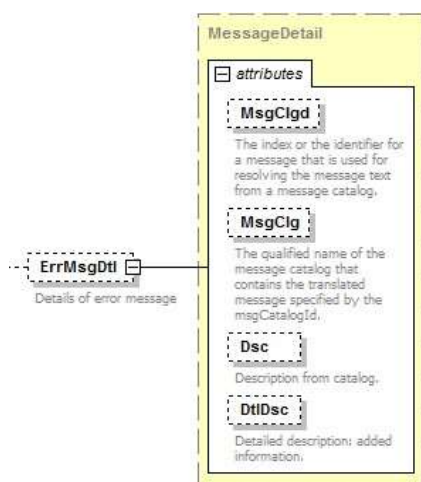 MessageDetail
attributes
MsgClgd
The index or the identifier for
a message that is used for
resolving the message text
from a message catalog.
MsgClg
The qualified name of the
message catalog that
contains the translated
message specified by the
msgCatalogId.
ErrMsgDtl
Details of error message
Dsc
Description from catalog.
DtlDsc
Detailed description: added
information.